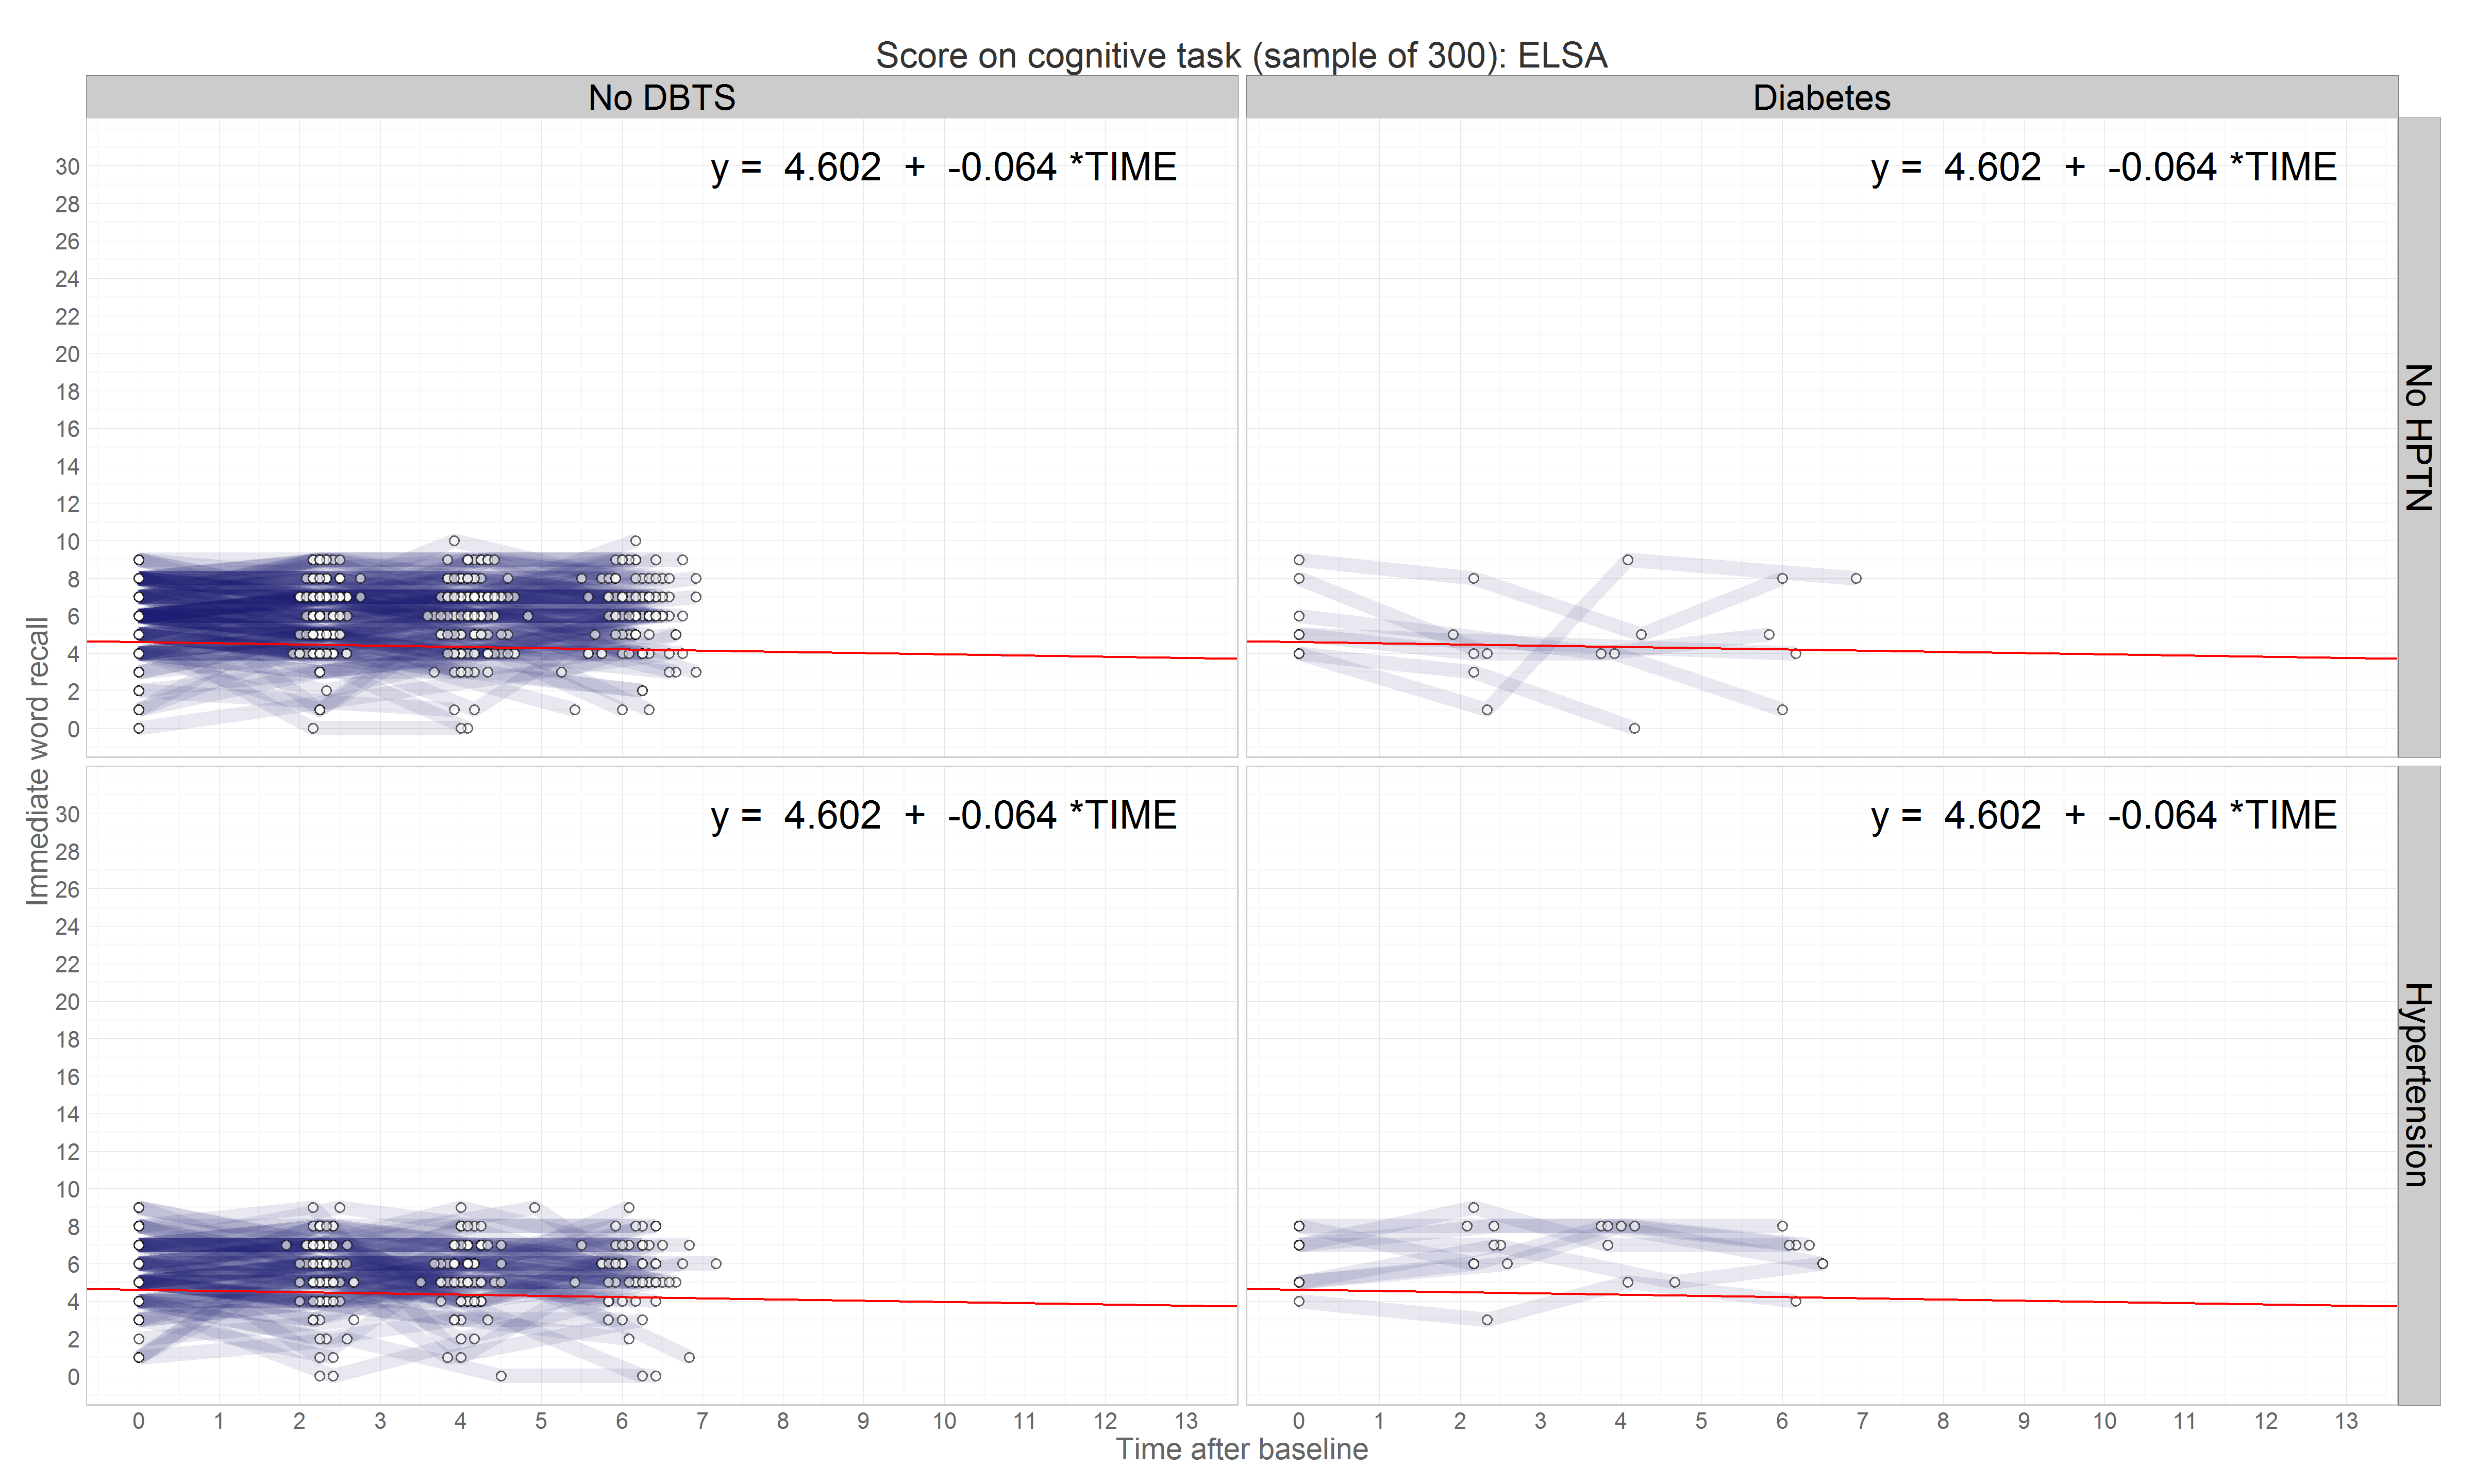 Score on cognitive task (sample of 300): ELSA
No DBTS
Diabetes
y = 4.602 + -0.064 *TIME
y = 4.602 + -0.064 *TIME
No HPTN
30
28
26
24
22
20
18
16
14
12
10
8
6
4
2
0
Immediate word recall
y = 4.602 + -0.064 *TIME
y = 4.602 + -0.064 *TIME
Hypertension
30
28
26
24
22
20
18
16
14
12
10
8
6
4
2
0
0 1 2 3 4 5 6 7 8 9 10 11 12 13
0 1 2 3 4 5 6 7 8 9 10 11 12 13
Time after baseline